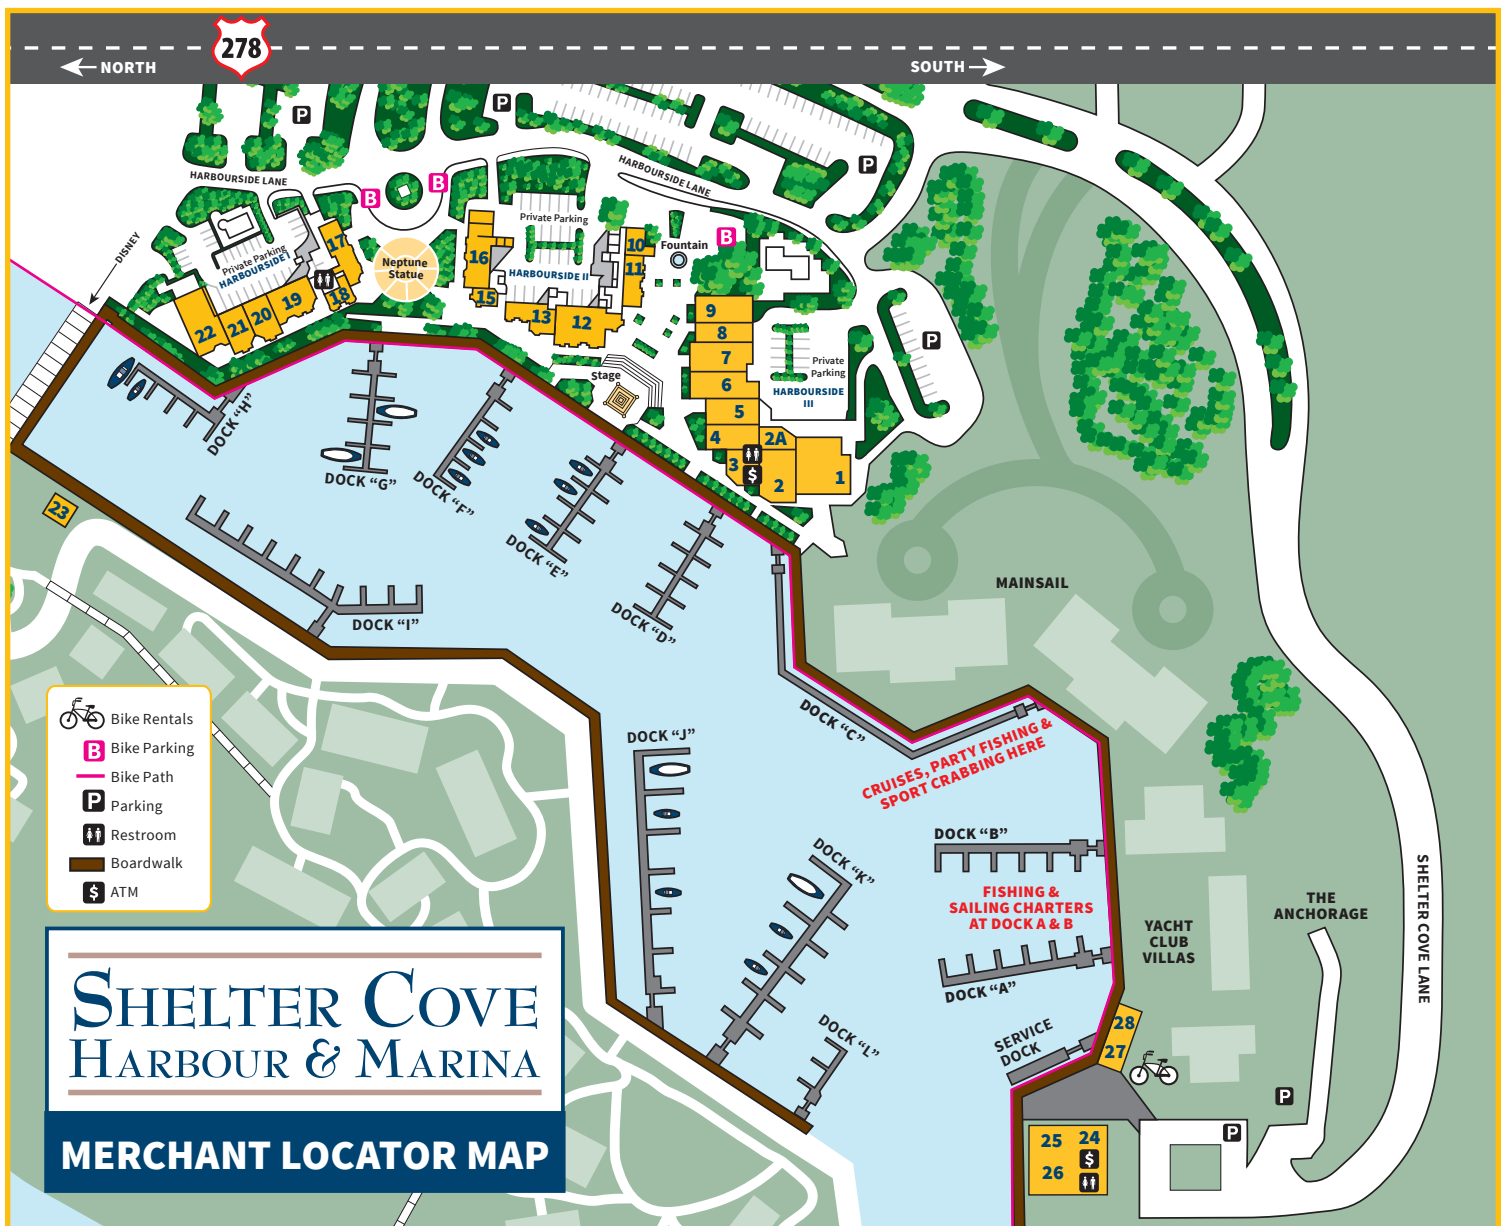 278
NORTH
SOUTH
P
P
P
HARBOURSIDE LANE
HARBOURSIDE LANE
B
B
B
DISNEY
Private Parking
HARBOURSIDE I
17
18
19
20
21
22
Neptune
Statue
16
15
Private Parking
HARBOURSIDE II
13
12
10
11
Fountain
Stage
9
8
7
6
5
4
3
2A
2
1
$
Private
Parking
HARBOURSIDE
III
P
DOCK “H”
DOCK “G”
DOCK “F”
DOCK “E”
DOCK “D”
DOCK “I”
23
MAINSAIL
DOCK “C”
CRUISES, PARTY FISHING &
SPORT CRABBING HERE
DOCK “J”
DOCK “K”
DOCK “B”
FISHING &
SAILING CHARTERS
AT DOCK A & B
DOCK “A”
DOCK “L”
SERVICE
DOCK
YACHT
CLUB
VILLAS
THE
ANCHORAGE
SHELTER COVE LANE
28
27
P
P
25
24
26
$
Bike Rentals
B Bike Parking
Bike Path
P Parking
Restroom
Boardwalk
$ ATM
SHELTER COVE
HARBOUR & MARINA
MERCHANT LOCATOR MAP